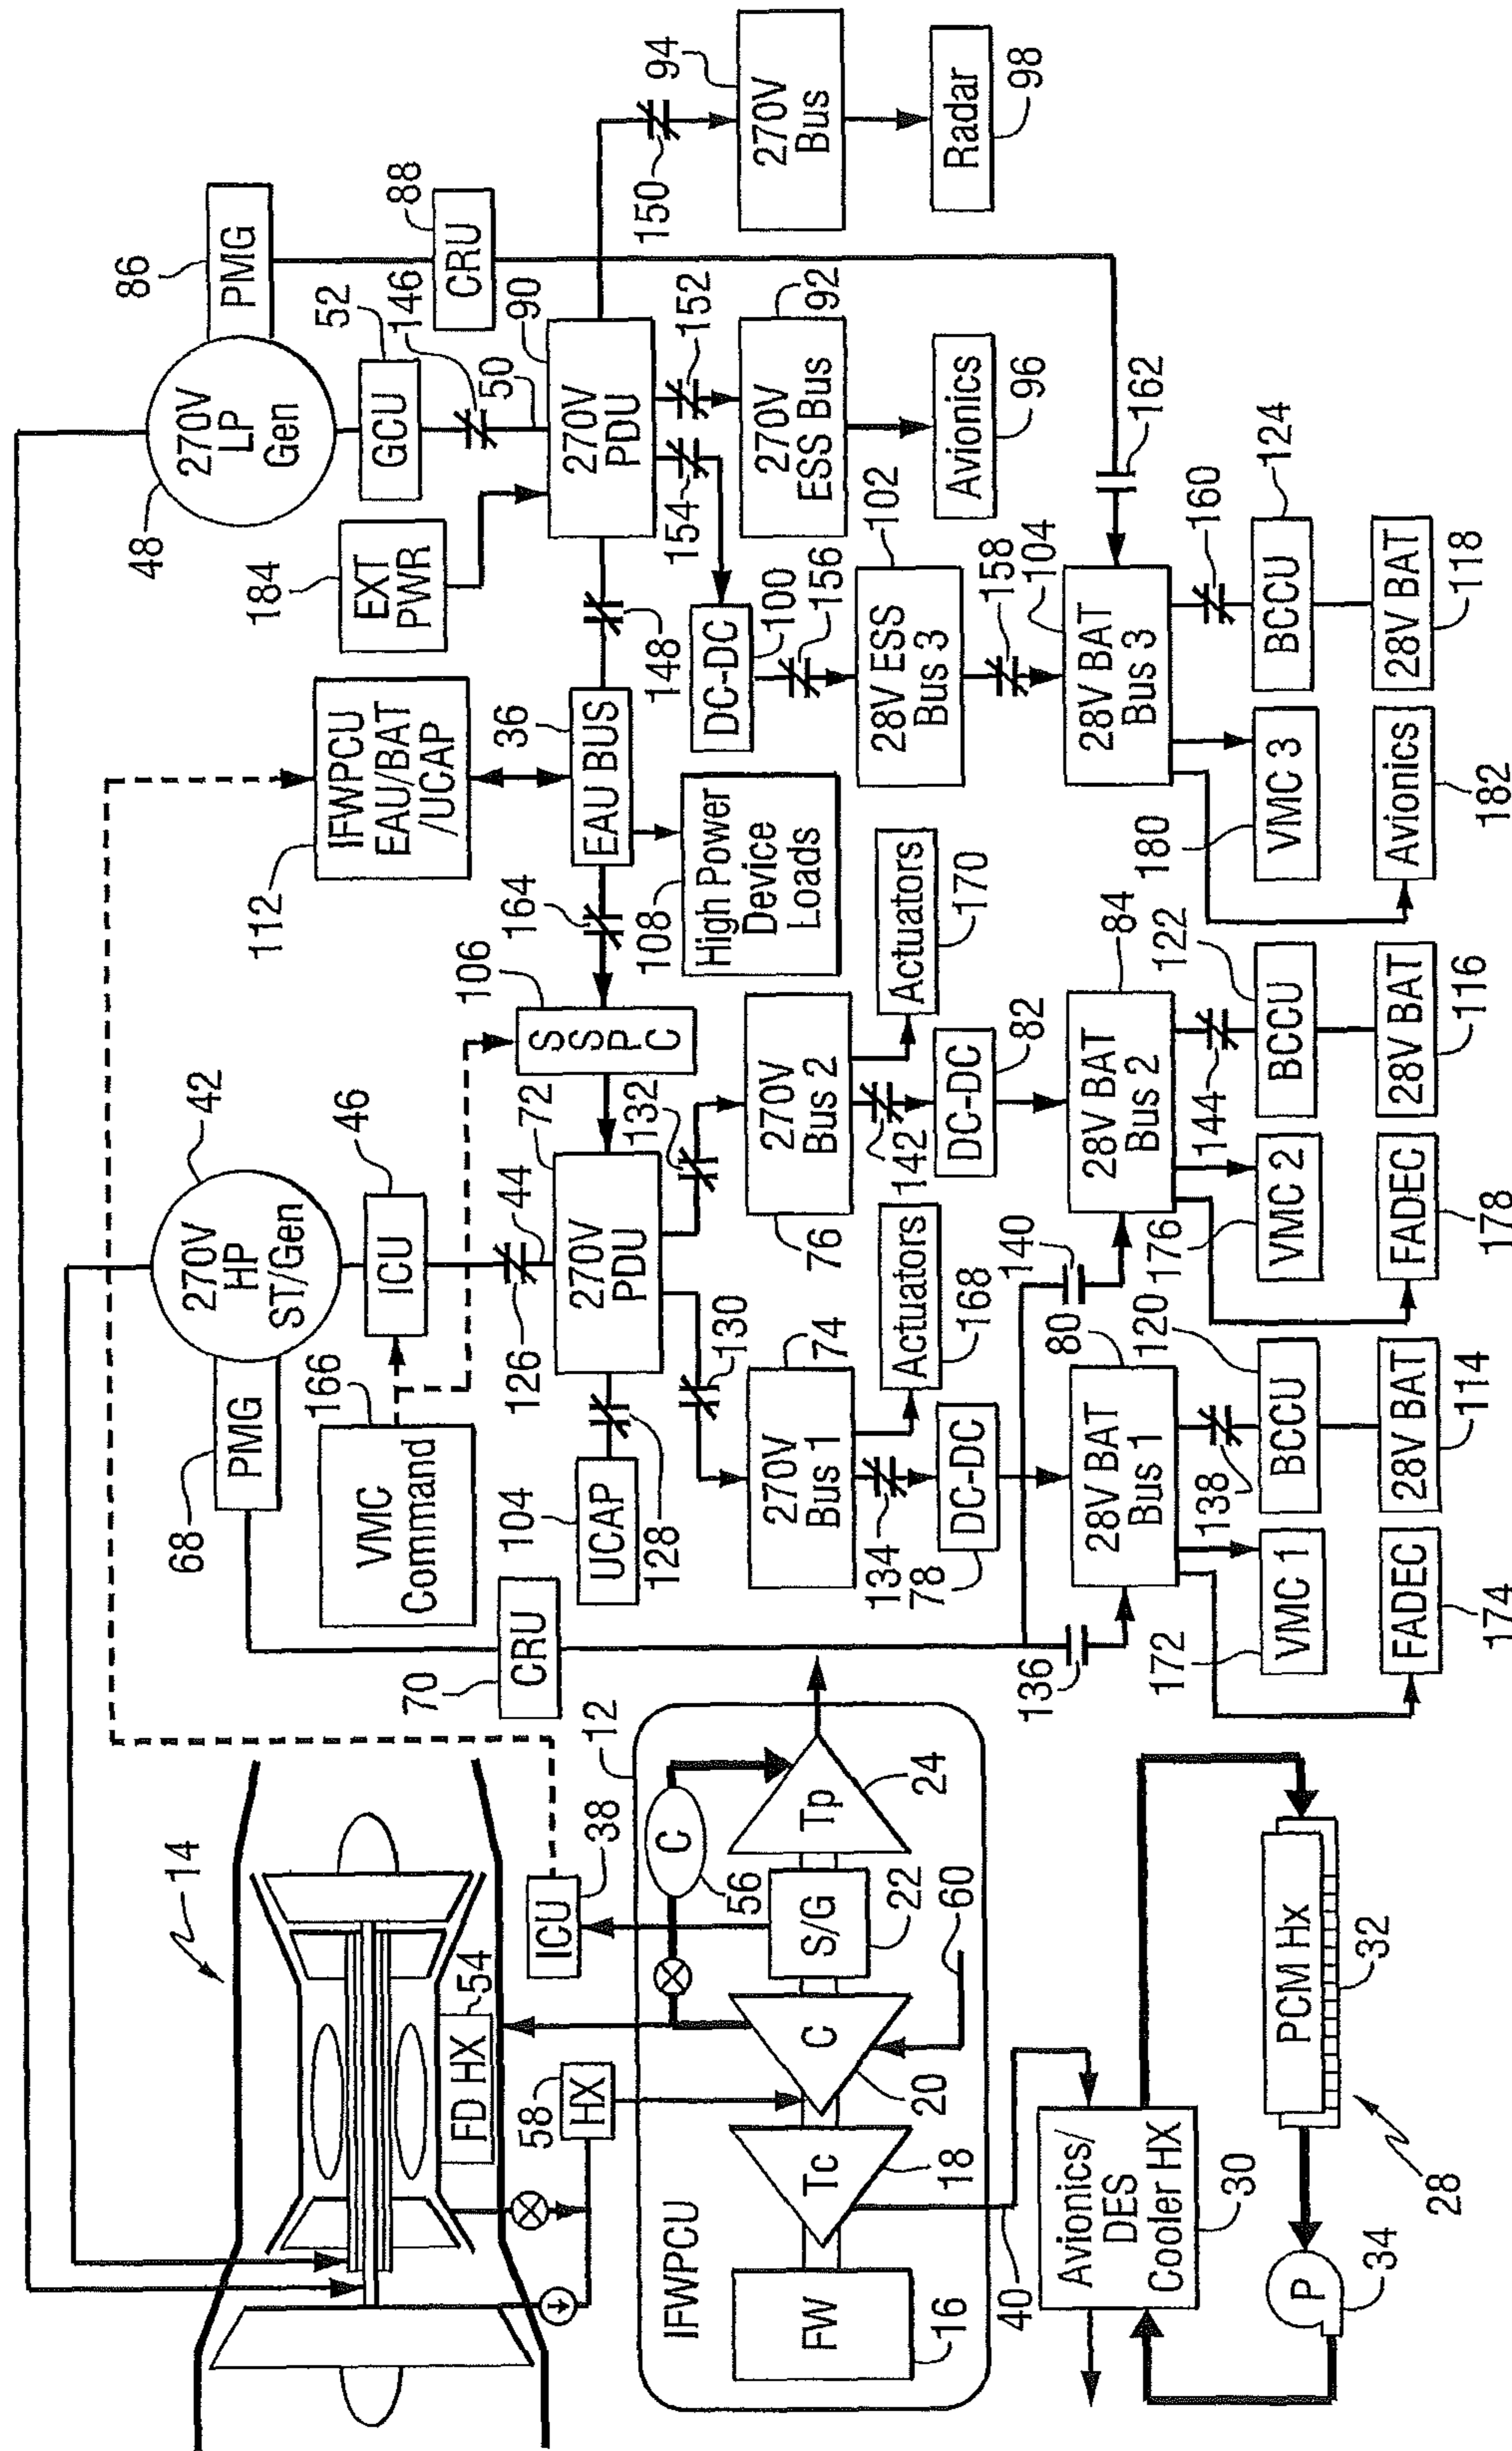 14
54
FD HX
58
HX
ICU
38
12
IFWPCU
FW
16
Tc
18
C
20
S/G
22
Tp
24
C
56
60
40
Avionics/
DES
Cooler HX
30
PCM Hx
32
28
P
34
42
270V
HP
ST/Gen
PMG
68
ICU
46
VMC
Command
166
CRU
70
126
44
72
270V
PDU
UCAP
104
128
106
S
S
P
C
164
132
130
270V
Bus 1
74
270V
Bus 2
76
Actuators
168
Actuators
170
134
DC-DC
78
142
DC-DC
82
136
140
28V BAT
Bus 1
80
28V BAT
Bus 2
84
138
120
BCCU
28V BAT
114
VMC 1
172
FADEC
174
144
122
BCCU
28V BAT
116
VMC 2
176
FADEC
178
IFWPCU
EAU/BAT
/UCAP
112
EAU BUS
36
High Power
Device
Loads
108
148
270V
LP
Gen
48
PMG
86
GCU
52
CRU
88
146
50
EXT
PWR
184
270V
PDU
90
150
270V
Bus
94
Radar
98
152
270V
ESS Bus
92
Avionics
96
154
DC-DC
100
156
28V ESS
Bus 3
102
158
28V BAT
Bus 3
104
162
160
BCCU
124
28V BAT
118
VMC 3
180
Avionics
182